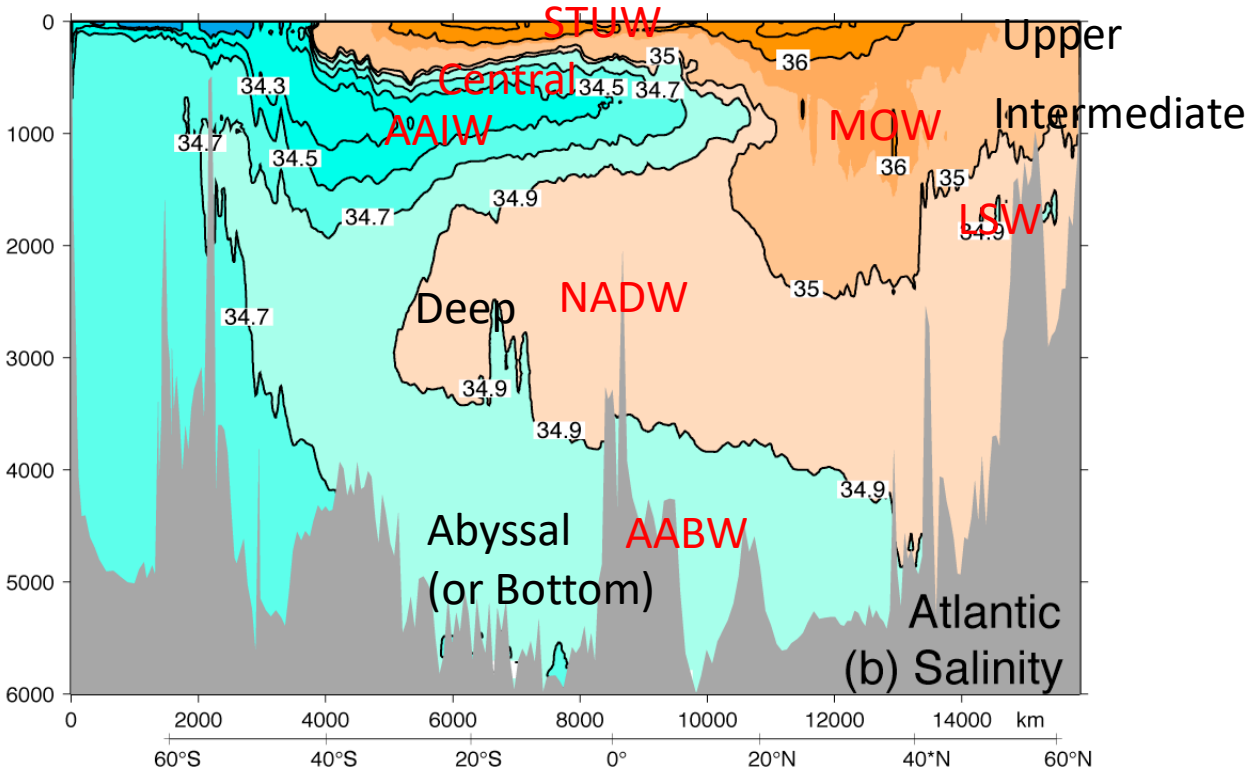 0
STUW
Upper
35
36
Central
34.3
34.5
34.7
Intermediate
1000
AAIW
MOW
34.7
34.5
36
35
34.9
34.7
LSW
34.9
2000
35
NADW
Deep
34.7
3000
34.9
34.9
4000
34.9
Abyssal
AABW
(or Bottom)
5000
Atlantic
(b) Salinity
6000
0 2000 4000 6000 8000 10000 12000 14000 km
60°S 40°S 20°S 0° 20°N 40*N 60°N